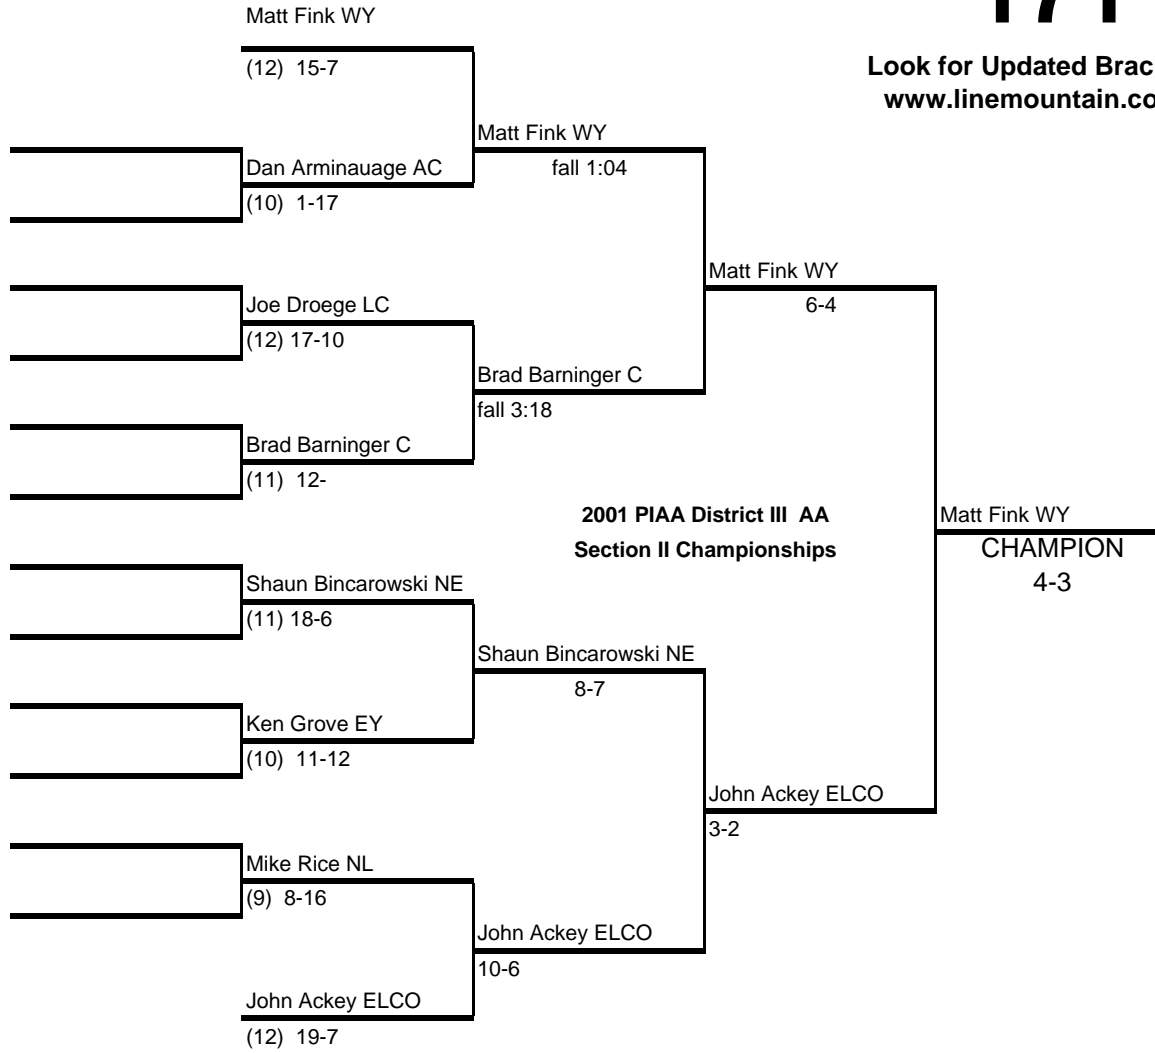 Matt Fink WY
171
(12) 15-7
Look for Updated Brac
www.linemountain.co
Matt Fink WY
fall 1:04
Dan Arminauage AC
(10) 1-17
Matt Fink WY
6-4
Joe Droege LC
(12) 17-10
Brad Barninger C
fall 3:18
Brad Barninger C
(11) 12-
2001 PIAA District III AA
Section II Championships
Matt Fink WY
CHAMPION
4-3
Shaun Bincarowski NE
(11) 18-6
Shaun Bincarowski NE
8-7
Ken Grove EY
(10) 11-12
John Ackey ELCO
3-2
Mike Rice NL
(9) 8-16
John Ackey ELCO
10-6
John Ackey ELCO
(12) 19-7